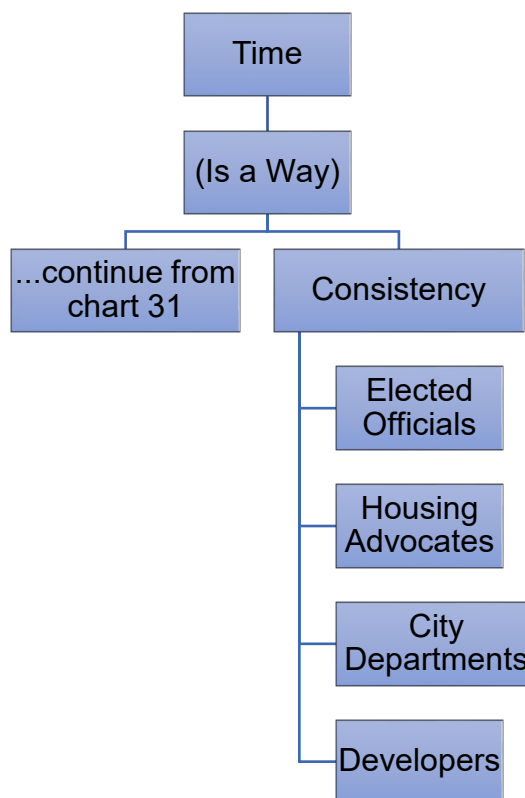 Time
(Is a Way)
...continue from
chart 31
Consistency
Elected
Officials
Housing
Advocates
City
Departments
Developers